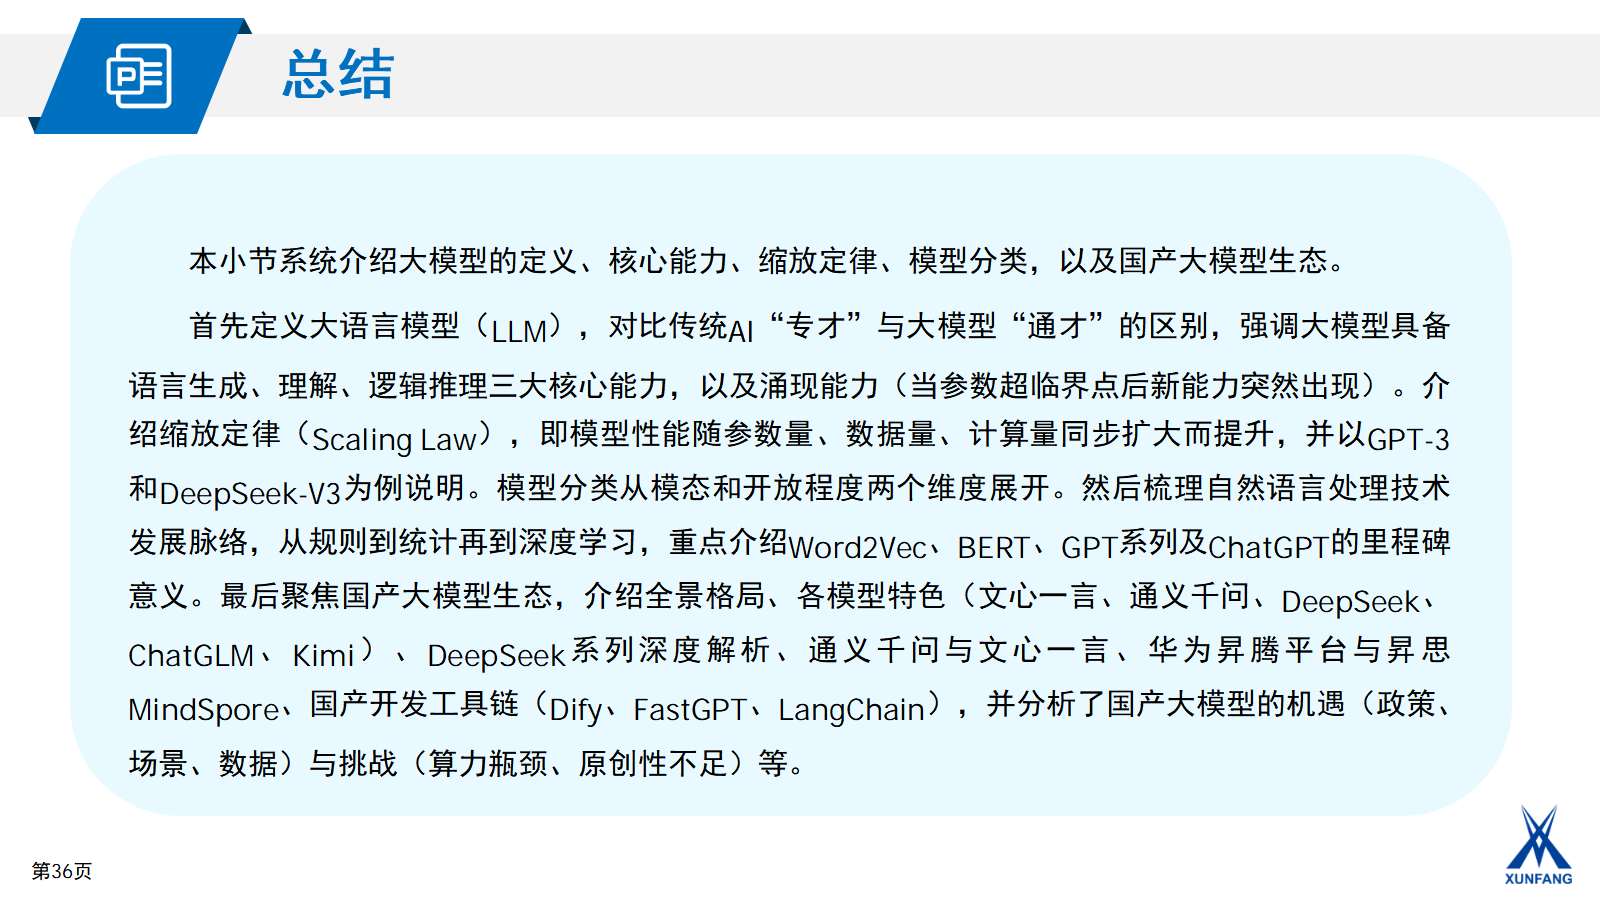 总结
本小节系统介绍大模型的定义、核心能力、缩放定律、模型分类，以及国产大模型生态。
首先定义大语言模型（LLM），对比传统AI“专才”与大模型“通才”的区别，强调大模型具备
语言生成、理解、逻辑推理三大核心能力，以及涌现能力（当参数超临界点后新能力突然出现）。介
绍缩放定律（Scaling Law），即模型性能随参数量、数据量、计算量同步扩大而提升，并以GPT-3
和DeepSeek-V3为例说明。模型分类从模态和开放程度两个维度展开。然后梳理自然语言处理技术
发展脉络，从规则到统计再到深度学习，重点介绍Word2Vec、BERT、GPT系列及ChatGPT的里程碑
意义。最后聚焦国产大模型生态，介绍全景格局、各模型特色（文心一言、通义千问、DeepSeek、
ChatGLM、Kimi）、DeepSeek系列深度解析、通义千问与文心一言、华为昇腾平台与昇思
MindSpore、国产开发工具链（Dify、FastGPT、LangChain），并分析了国产大模型的机遇（政策、
场景、数据）与挑战（算力瓶颈、原创性不足）等。
第36页
XUNFANG